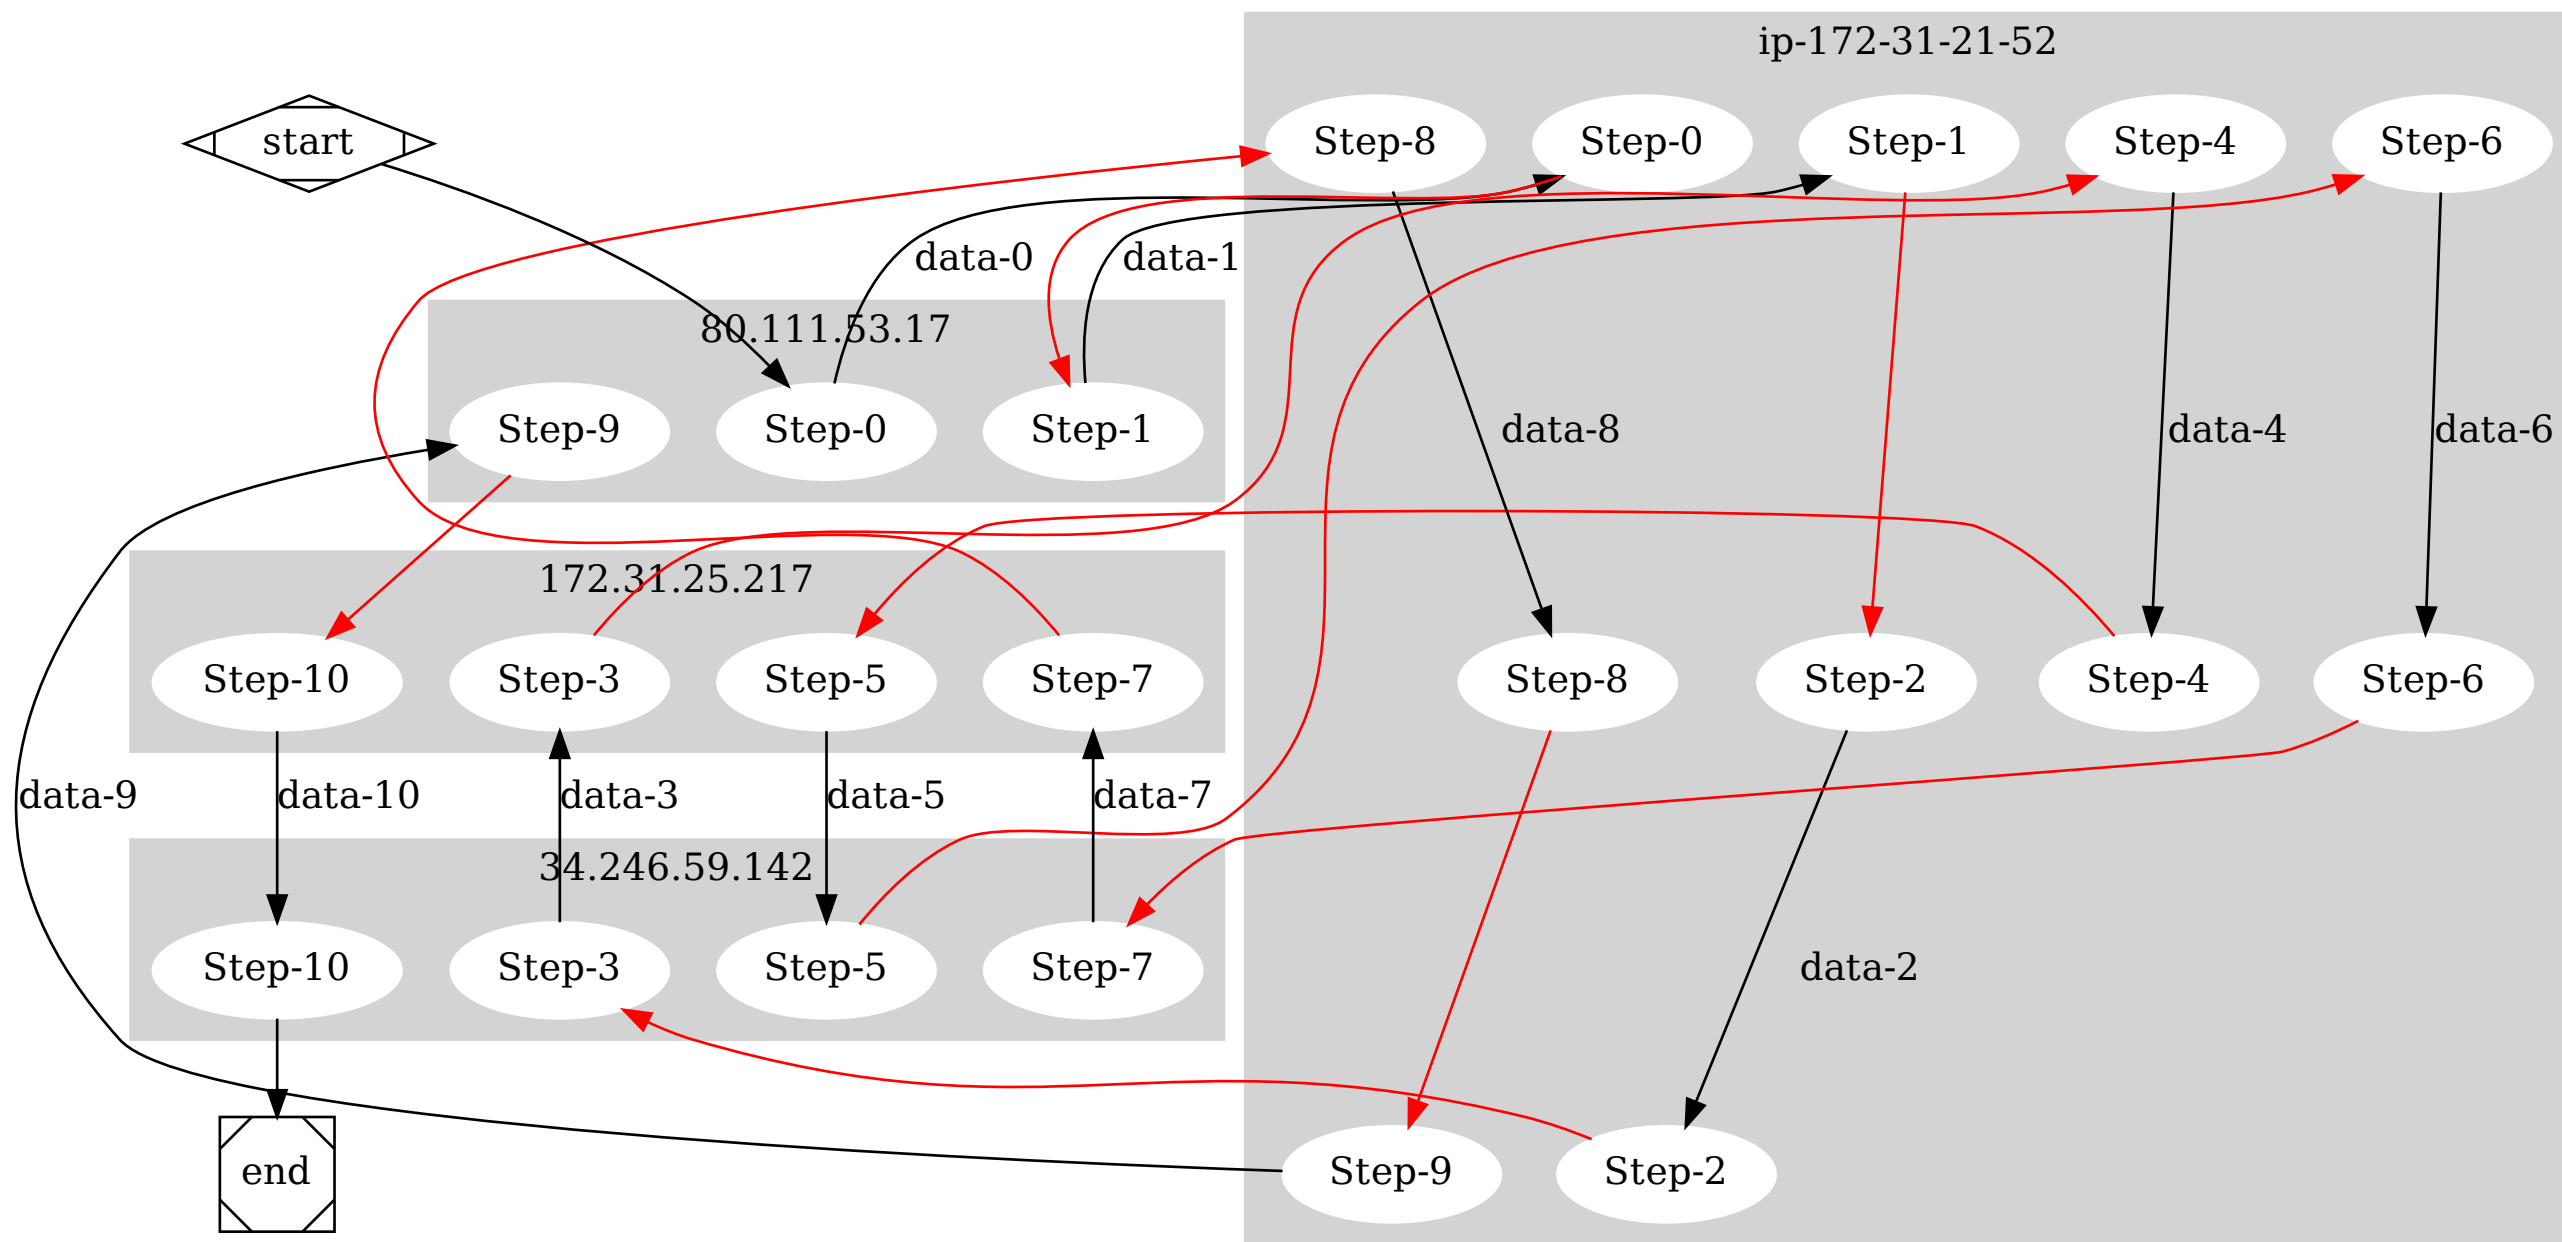 ip-172-31-21-52
start
Step-8
Step-0
Step-1
Step-4
Step-6
data-0
data-1
80.111.53.17
Step-9
Step-0
Step-1
data-8
data-4
data-6
172.31.25.217
Step-10
Step-3
Step-5
Step-7
Step-8
Step-2
Step-4
Step-6
data-9
data-10
data-3
data-5
data-7
34.246.59.142
Step-10
Step-3
Step-5
Step-7
data-2
end
Step-9
Step-2